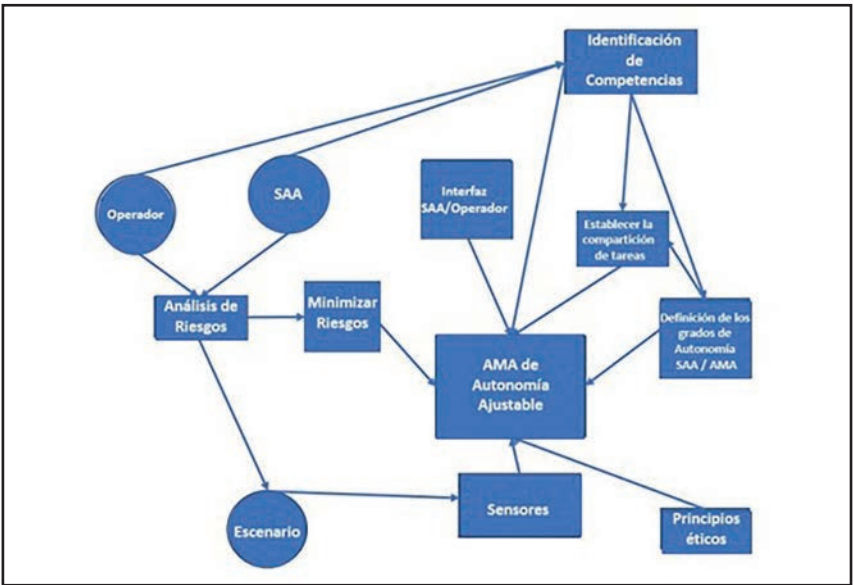 Identificación
de
Competencias
SAA
Operador
Interfaz
SAA/Operador
Establecer la
compartición
de tareas
Análisis de
Riesgos
Minimizar
Riesgos
Definición de los
grados de
Autonomía
SAA / AMA
AMA de
Autonomía
Ajustable
Sensores
Escenario
Principios
éticos